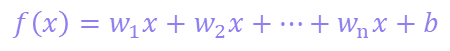 f(x) = w₁x + w₂x + ⋯ + wₙx + b